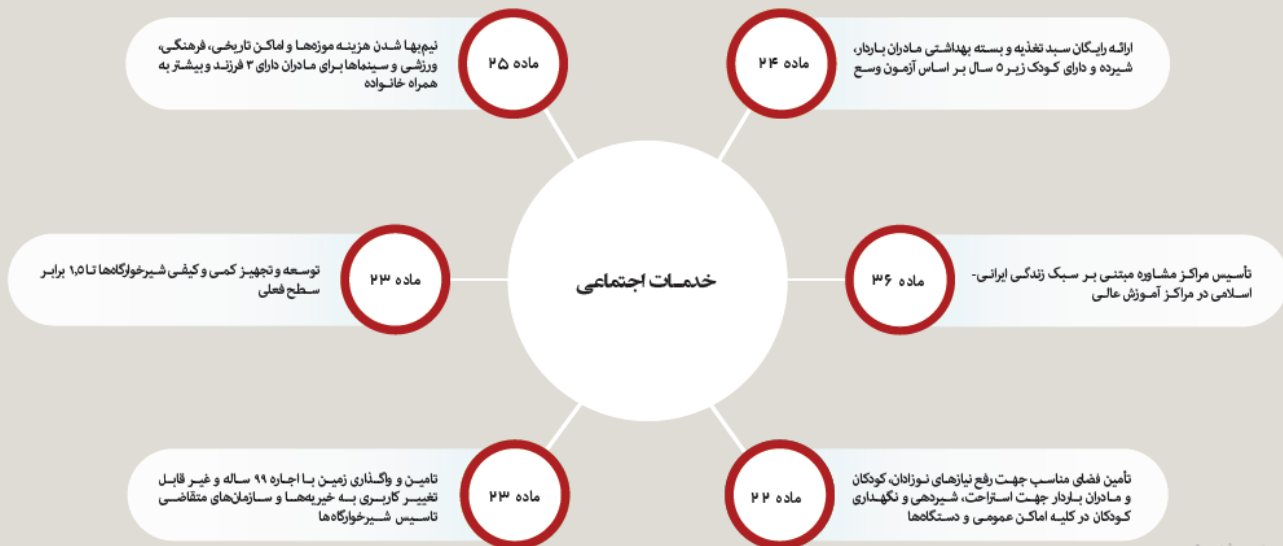 خدمات اجتماعی
ماده ۲۴
ارائه رایگان سبد تغذیه و بسته بهداشتی مادران باردار،
شیرده و دارای کودک زیر ۵ سال بر اساس آزمون وسع
ماده ۲۵
نیم‌بها شدن هزینه موزه‌ها و اماکن تاریخی، فرهنگی،
ورزشی و سینماها برای مادران دارای ۳ فرزند و بیشتر به
همراه خانواده
ماده ۳۶
تأسیس مراکز مشاوره مبتنی بر سبک زندگی ایرانی-
اسلامی در مراکز آموزش عالی
ماده ۲۳
توسعه و تجهیز کمی و کیفی شیرخوارگاه‌ها تا ۱,۵ برابر
سطح فعلی
ماده ۲۲
تأمین فضای مناسب جهت رفع نیازهای نوزادان، کودکان
و مادران باردار جهت استراحت، شیردهی و نگهداری
کودکان در کلیه اماکن عمومی و دستگاه‌ها
ماده ۲۳
تامین و واگذاری زمین با اجاره ۹۹ ساله و غیر قابل
تغییر کاربری به خیریه‌ها و سازمان‌های متقاضی
تاسیس شیرخوارگاه‌ها